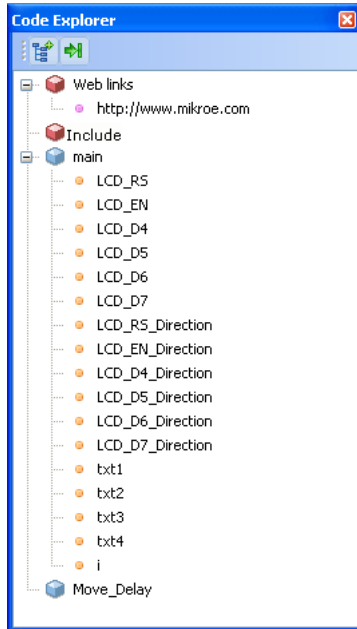 Code Explorer
Web links
http://www.mikroe.com
Include
main
LCD_RS
LCD_EN
LCD_D4
LCD_D5
LCD_D6
LCD_D7
LCD_RS_Direction
LCD_EN_Direction
LCD_D4_Direction
LCD_D5_Direction
LCD_D6_Direction
LCD_D7_Direction
txt1
txt2
txt3
txt4
i
Move_Delay